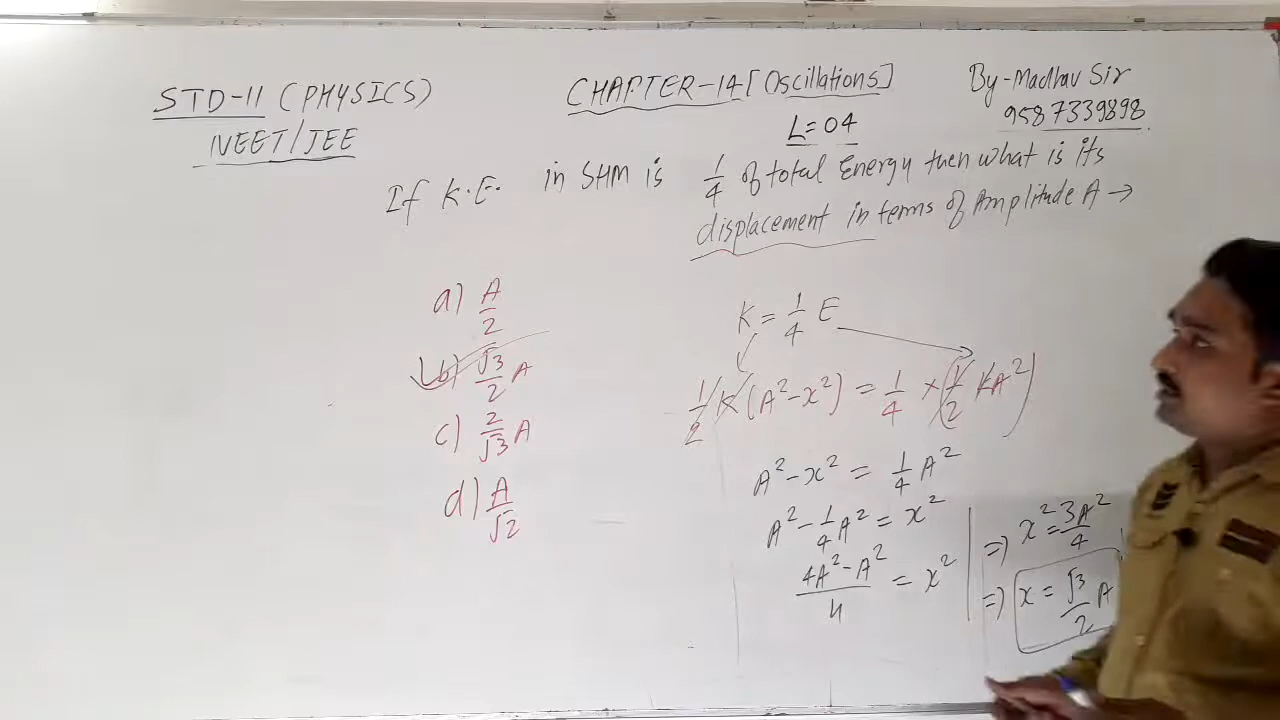 STD-11 (PHYSICS)
NEET/JEE
CHAPTER-14 [Oscillations]
L=04
By-Madhav Sir
9587339898
If K.E. in SHM is 1/4 of total Energy then what is its
displacement in terms of Amplitude A →
a) A/2
b) √3/2 A
c) 2/√3 A
d) A/√2
K = 1/4 E
1/2 K (A² - x²) = 1/4 × (1/2 KA²)
A² - x² = 1/4 A²
A² - 1/4 A² = x²
4A² - A² / 4 = x²
⇒ x² = 3A²/4
⇒ x = √3/2 A